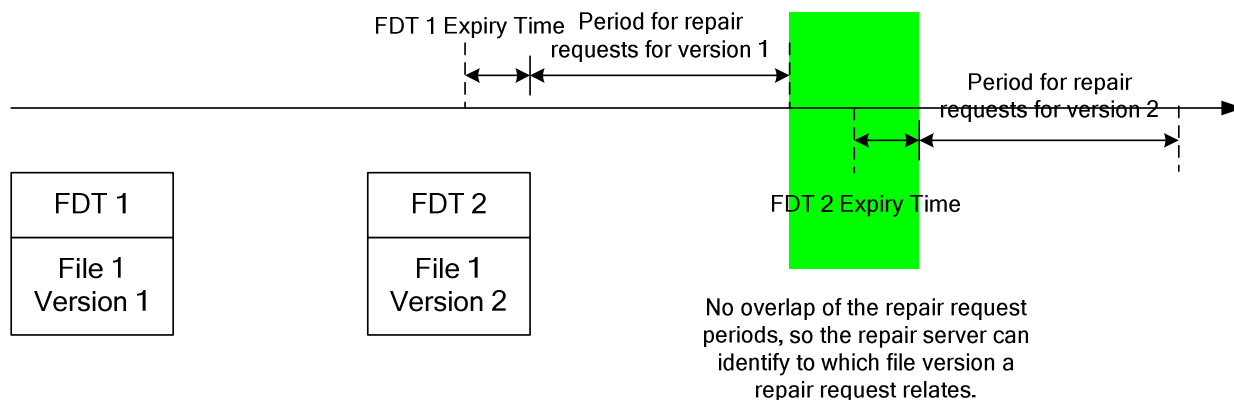 FDT 1 Expiry Time
Period for repair
requests for version 1
Period for repair
requests for version 2
FDT 1
File 1
Version 1
FDT 2
File 1
Version 2
FDT 2 Expiry Time
No overlap of the repair request
periods, so the repair server can
identify to which file version a
repair request relates.